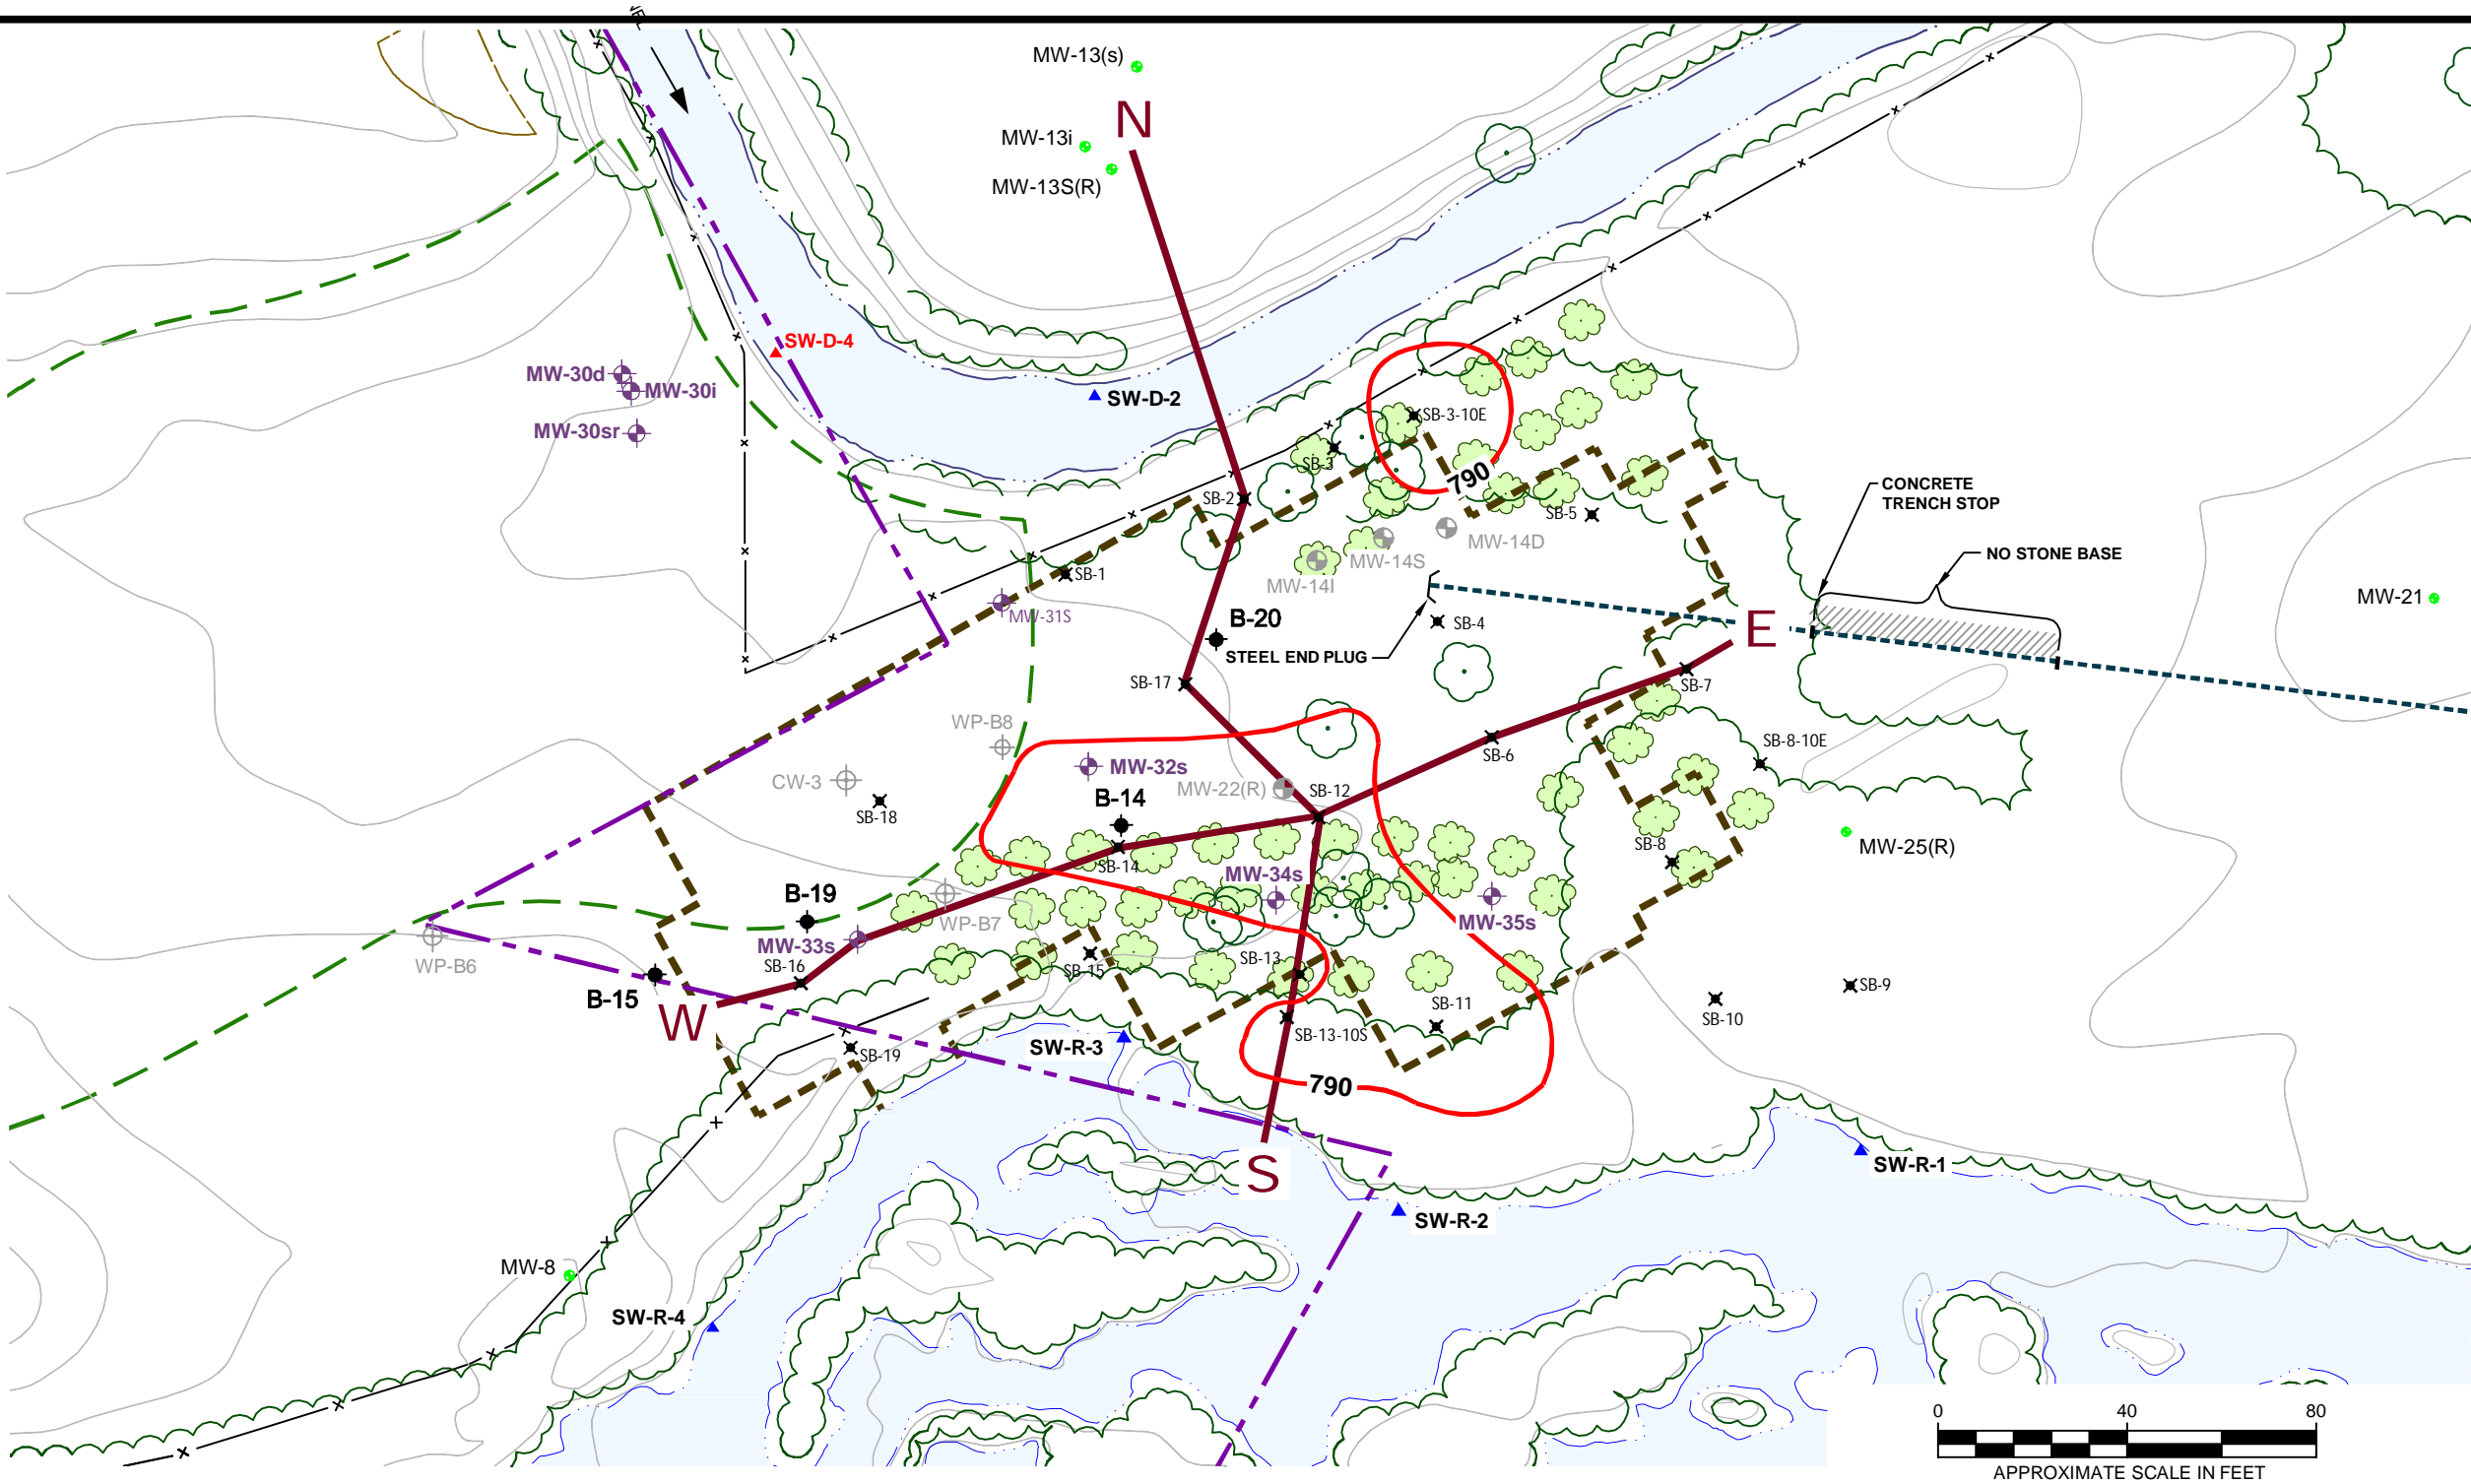 MW-13(s)
N
MW-13i
MW-13S(R)
SW-D-4
MW-30d
MW-30i
SW-D-2
MW-30sr
SB-3-10E
SB-3
790
CONCRETE
TRENCH STOP
SB-2
SB-5
MW-14D
MW-14S
NO STONE BASE
SB-1
MW-14I
MW-21
MW-31S
B-20
SB-4
E
STEEL END PLUG
SB-17
SB-7
WP-B8
SB-6
SB-8-10E
MW-32s
CW-3
MW-22(R)
B-14
SB-12
SB-18
SB-8
MW-25(R)
SB-14
MW-34s
B-19
WP-B7
MW-35s
MW-33s
WP-B6
SB-16
SB-15
SB-13
B-15
SB-9
W
SB-11
SB-10
SB-13-10S
SW-R-3
SB-19
790
S
SW-R-1
SW-R-2
MW-8
SW-R-4
0 40 80
APPROXIMATE SCALE IN FEET